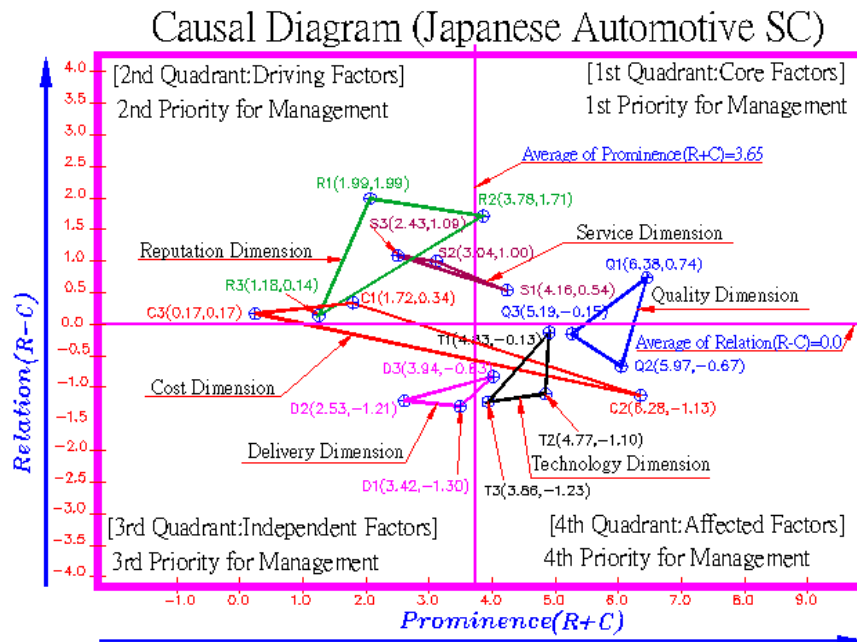 Causal Diagram (Japanese Automotive SC)
4.0
3.5
3.0
2.5
2.0
1.5
1.0
0.5
0.0
-0.5
-1.0
-1.5
-2.0
-2.5
-3.0
-3.5
-4.0
Relation(R-C)
[2nd Quadrant:Driving Factors]
2nd Priority for Management
[1st Quadrant:Core Factors]
1st Priority for Management
Average of Prominence(R+C)=3.65
R1(1.99,1.99)
R2(3.78,1.71)
S3(2.43,1.09)
S2(3.04,1.00)
Service Dimension
Reputation Dimension
Q1(6.38,0.74)
R3(1.18,0.14)
C1(1.72,0.34)
S1(4.16,0.54)
Quality Dimension
C3(0.17,0.17)
Q3(5.19,-0.15)
T1(4.83,-0.13)
Average of Relation(R-C)=0.0
D3(3.94,-0.83)
Q2(5.97,-0.67)
Cost Dimension
D2(2.53,-1.21)
C2(6.28,-1.13)
T2(4.77,-1.10)
Delivery Dimension
Technology Dimension
D1(3.42,-1.30)
T3(3.86,-1.23)
[3rd Quadrant:Independent Factors]
3rd Priority for Management
[4th Quadrant:Affected Factors]
4th Priority for Management
-1.0 0.0 1.0 2.0 3.0 4.0 5.0 6.0 7.0 8.0 9.0
Prominence(R+C)